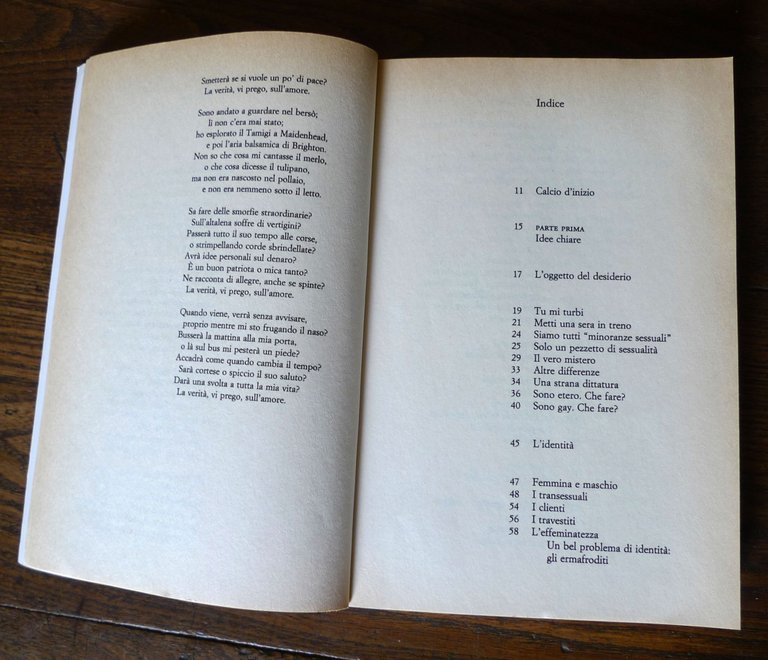 Smetterà se si vuole un po' di pace?
La verità, vi prego, sull'amore.
Sono andato a guardare nel bersò;
lì non c'era mai stato;
ho esplorato il Tamigi a Maidenhead,
e poi l'aria balsamica di Brighton.
Non so che cosa mi cantasse il merlo,
o che cosa dicesse il tulipano,
ma non era nascosto nel pollaio,
e non era nemmeno sotto il letto.
Sa fare delle smorfie straordinarie?
Sull'altalena soffre di vertigini?
Passerà tutto il suo tempo alle corse,
o strimpellando corde sbrindellate?
Avrà idee personali sul denaro?
È un buon patriota o mica tanto?
Ne racconta di allegre, anche se spinte?
La verità, vi prego, sull'amore.
Quando viene, verrà senza avvisare,
proprio mentre mi sto frugando il naso?
Busserà la mattina alla mia porta,
o là sul bus mi pesterà un piede?
Accadrà come quando cambia il tempo?
Sarà cortese o spiccio il suo saluto?
Darà una svolta a tutta la mia vita?
La verità, vi prego, sull'amore.
Indice
11 Calcio d'inizio
15 PARTE PRIMA
Idee chiare
17 L'oggetto del desiderio
19 Tu mi turbi
21 Metti una sera in treno
24 Siamo tutti "minoranze sessuali"
25 Solo un pezzetto di sessualità
29 Il vero mistero
33 Altre differenze
34 Una strana dittatura
36 Sono etero. Che fare?
40 Sono gay. Che fare?
45 L'identità
47 Femmina e maschio
48 I transessuali
54 I clienti
56 I travestiti
58 L'effeminatezza
Un bel problema di identità:
gli ermafroditi